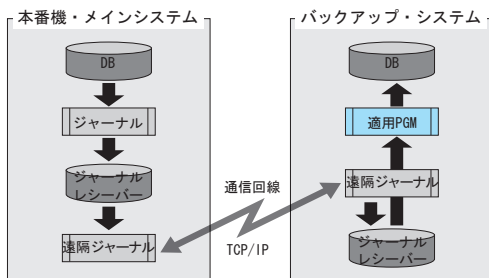 本番機・メインシステム
DB
ジャーナル
ジャーナル
レシーバー
遠隔ジャーナル
通信回線
TCP/IP
バックアップ・システム
DB
適用PGM
遠隔ジャーナル
ジャーナル
レシーバー